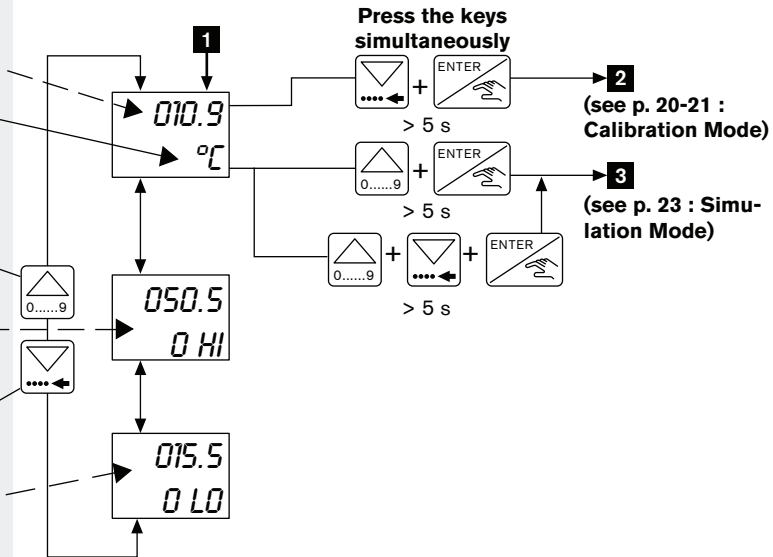 Press the keys
simultaneously
1
ENTER
+
2
010.9
(see p. 20-21 :
Calibration Mode)
> 5 s
°C
ENTER
+
3
0......9
> 5 s
(see p. 23 : Simu-
lation Mode)
ENTER
+
+
0......9
> 5 s
0......9
050.5
0 HI
015.5
0 LO